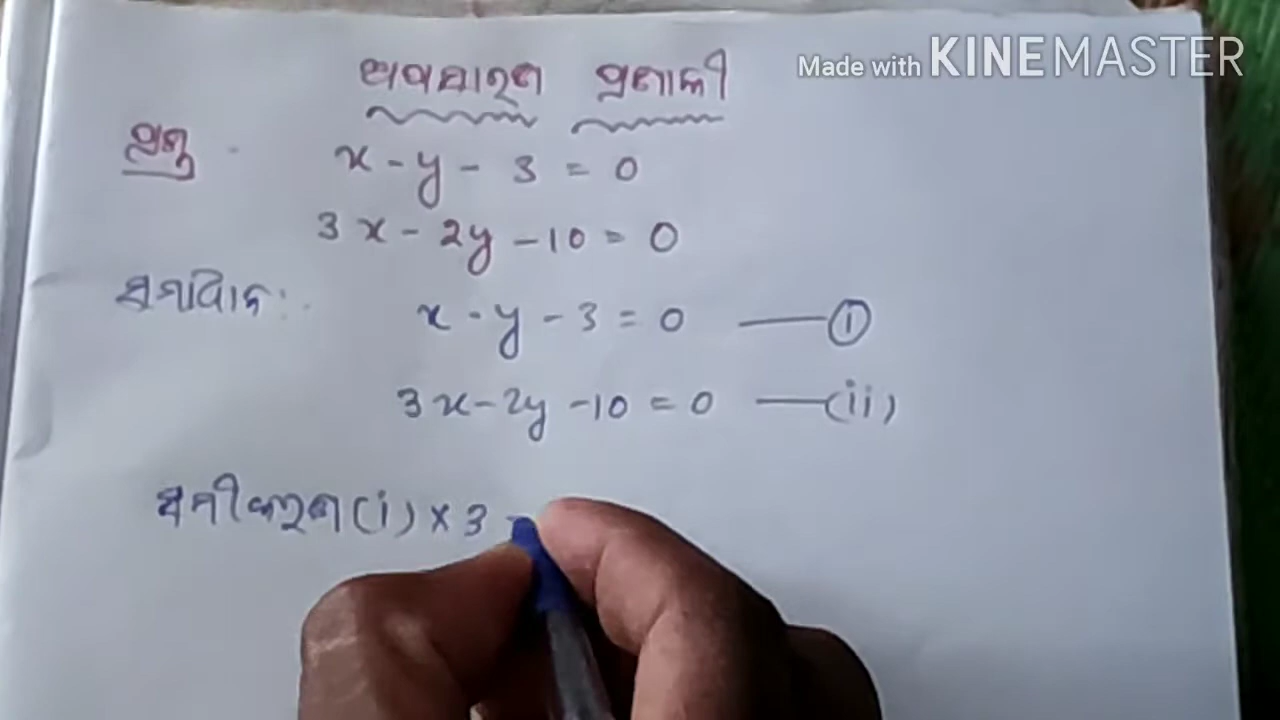 Made with KINEMASTER
ଅପସାରଣ ପ୍ରଣାଳୀ
ପ୍ରଶ୍ନ - x - y - 3 = 0
3x - 2y - 10 = 0
ସମାଧାନ :- x - y - 3 = 0 —— ①
3x - 2y - 10 = 0 —— (ii)
ସମୀକରଣ (i) × 3